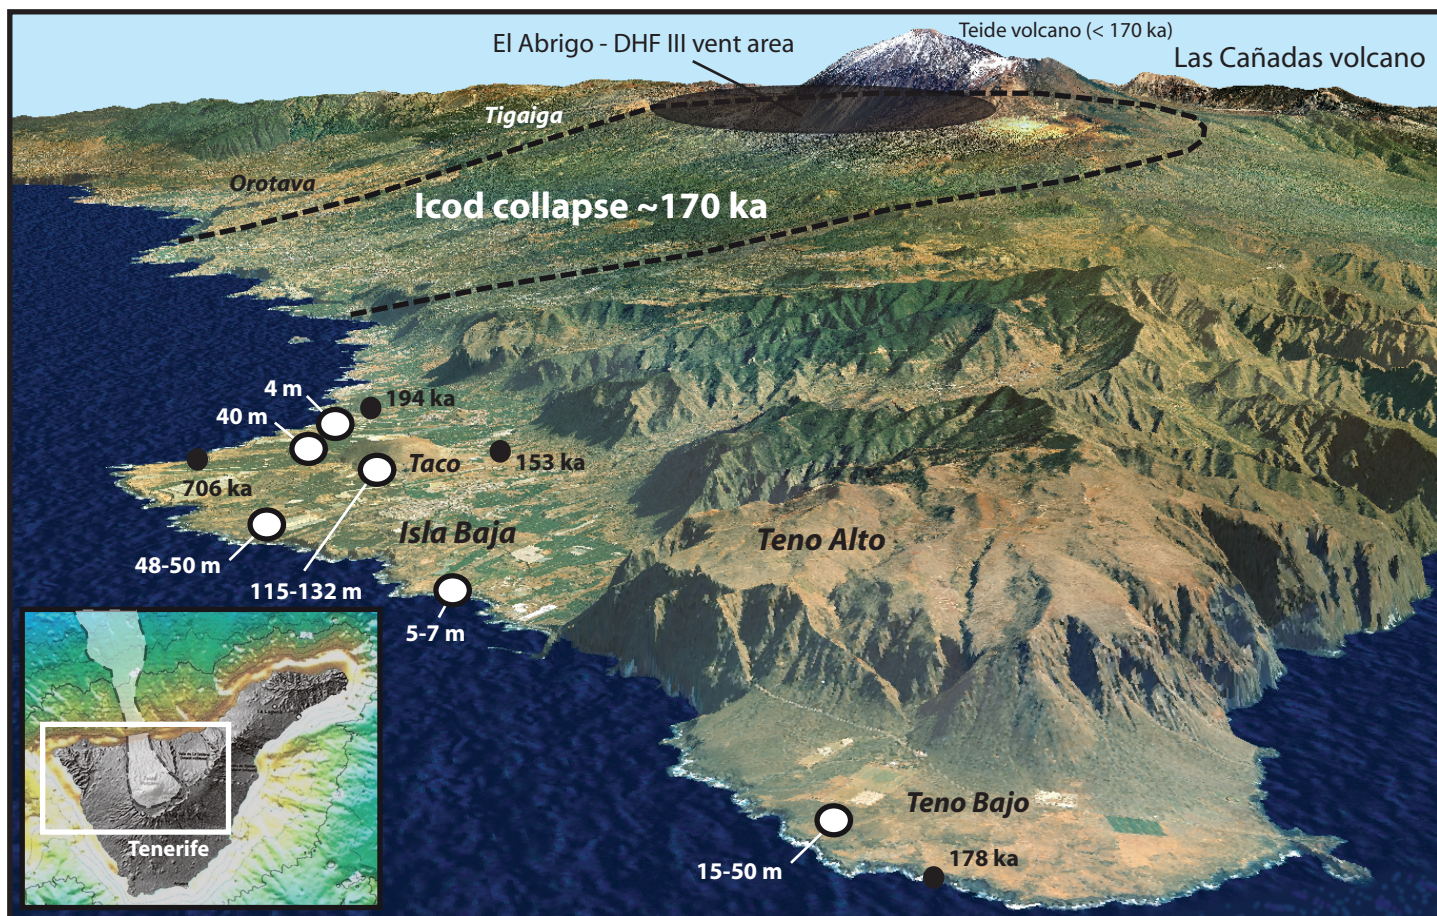 Teide volcano (< 170 ka)
El Abrigo - DHF III vent area
Las Cañadas volcano
Tigaiga
Orotava
Icod collapse ~170 ka
4 m
194 ka
40 m
Taco
153 ka
706 ka
Isla Baja
Teno Alto
48-50 m
115-132 m
5-7 m
Teno Bajo
Tenerife
15-50 m
178 ka